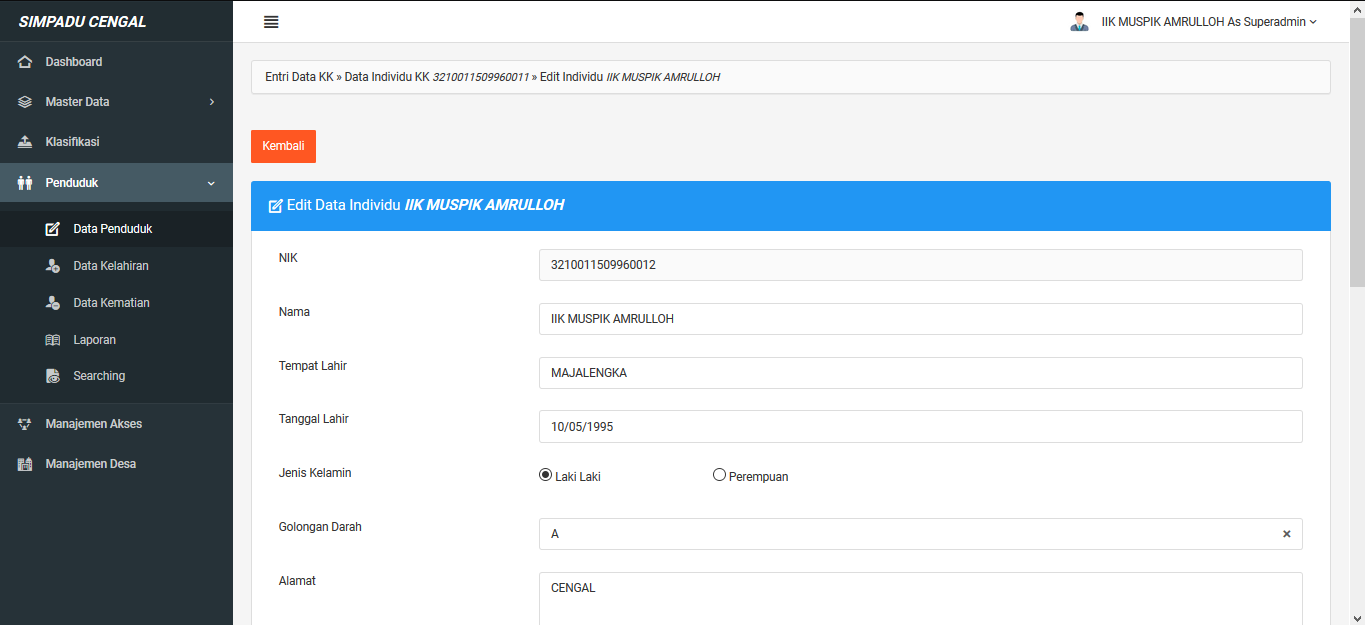 SIMPADU CENGAL
IIK MUSPIK AMRULLOH As Superadmin
Dashboard
Master Data
Klasifikasi
Penduduk
Data Penduduk
Data Kelahiran
Data Kematian
Laporan
Searching
Manajemen Akses
Manajemen Desa
Entri Data KK » Data Individu KK 3210011509960011 » Edit Individu IIK MUSPIK AMRULLOH
Kembali
Edit Data Individu IIK MUSPIK AMRULLOH
NIK 3210011509960012
Nama IIK MUSPIK AMRULLOH
Tempat Lahir MAJALENGKA
Tanggal Lahir 10/05/1995
Jenis Kelamin Laki Laki Perempuan
Golongan Darah A ×
Alamat CENGAL